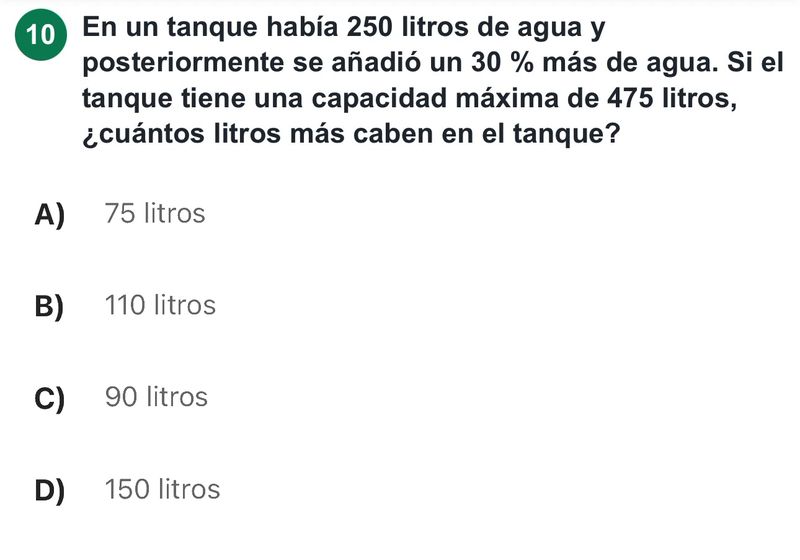 10 En un tanque había 250 litros de agua y
posteriormente se añadió un 30 % más de agua. Si el
tanque tiene una capacidad máxima de 475 litros,
¿cuántos litros más caben en el tanque?
A) 75 litros
B) 110 litros
C) 90 litros
D) 150 litros